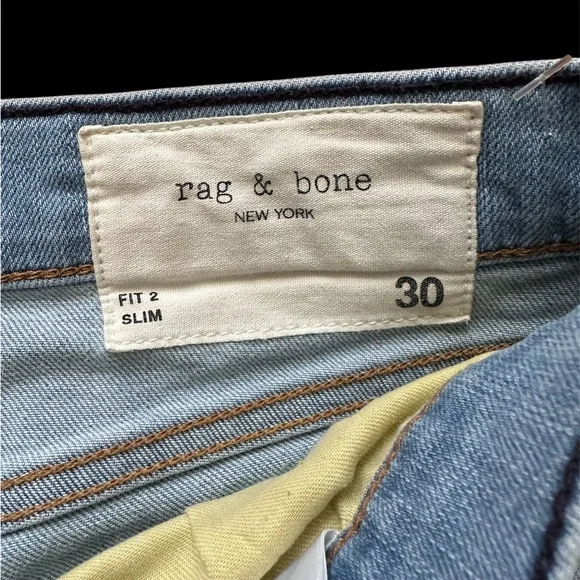 rag & bone
NEW YORK
FIT 2
SLIM
30